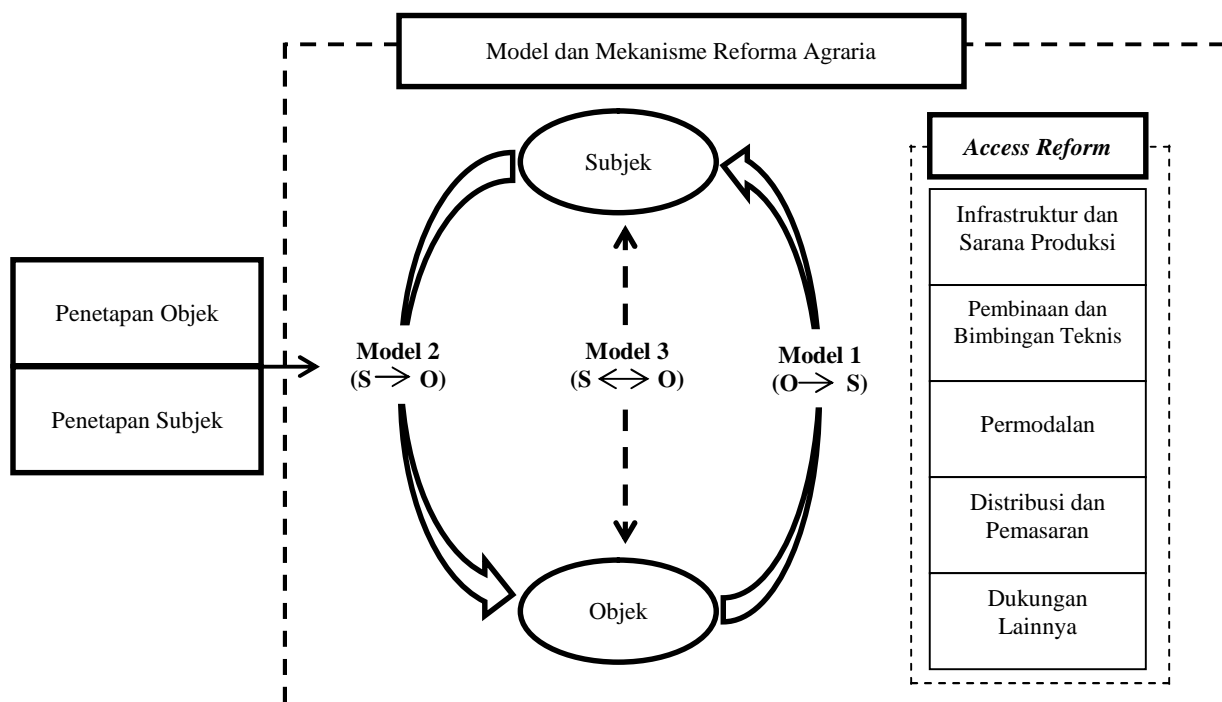 Model dan Mekanisme Reforma Agraria
Subjek
Access Reform
Infrastruktur dan
Sarana Produksi
Penetapan Objek
Penetapan Subjek
Model 2
(S → O)
Model 3
(S ↔ O)
Model 1
(O → S)
Pembinaan dan
Bimbingan Teknis
Permodalan
Distribusi dan
Pemasaran
Objek
Dukungan
Lainnya